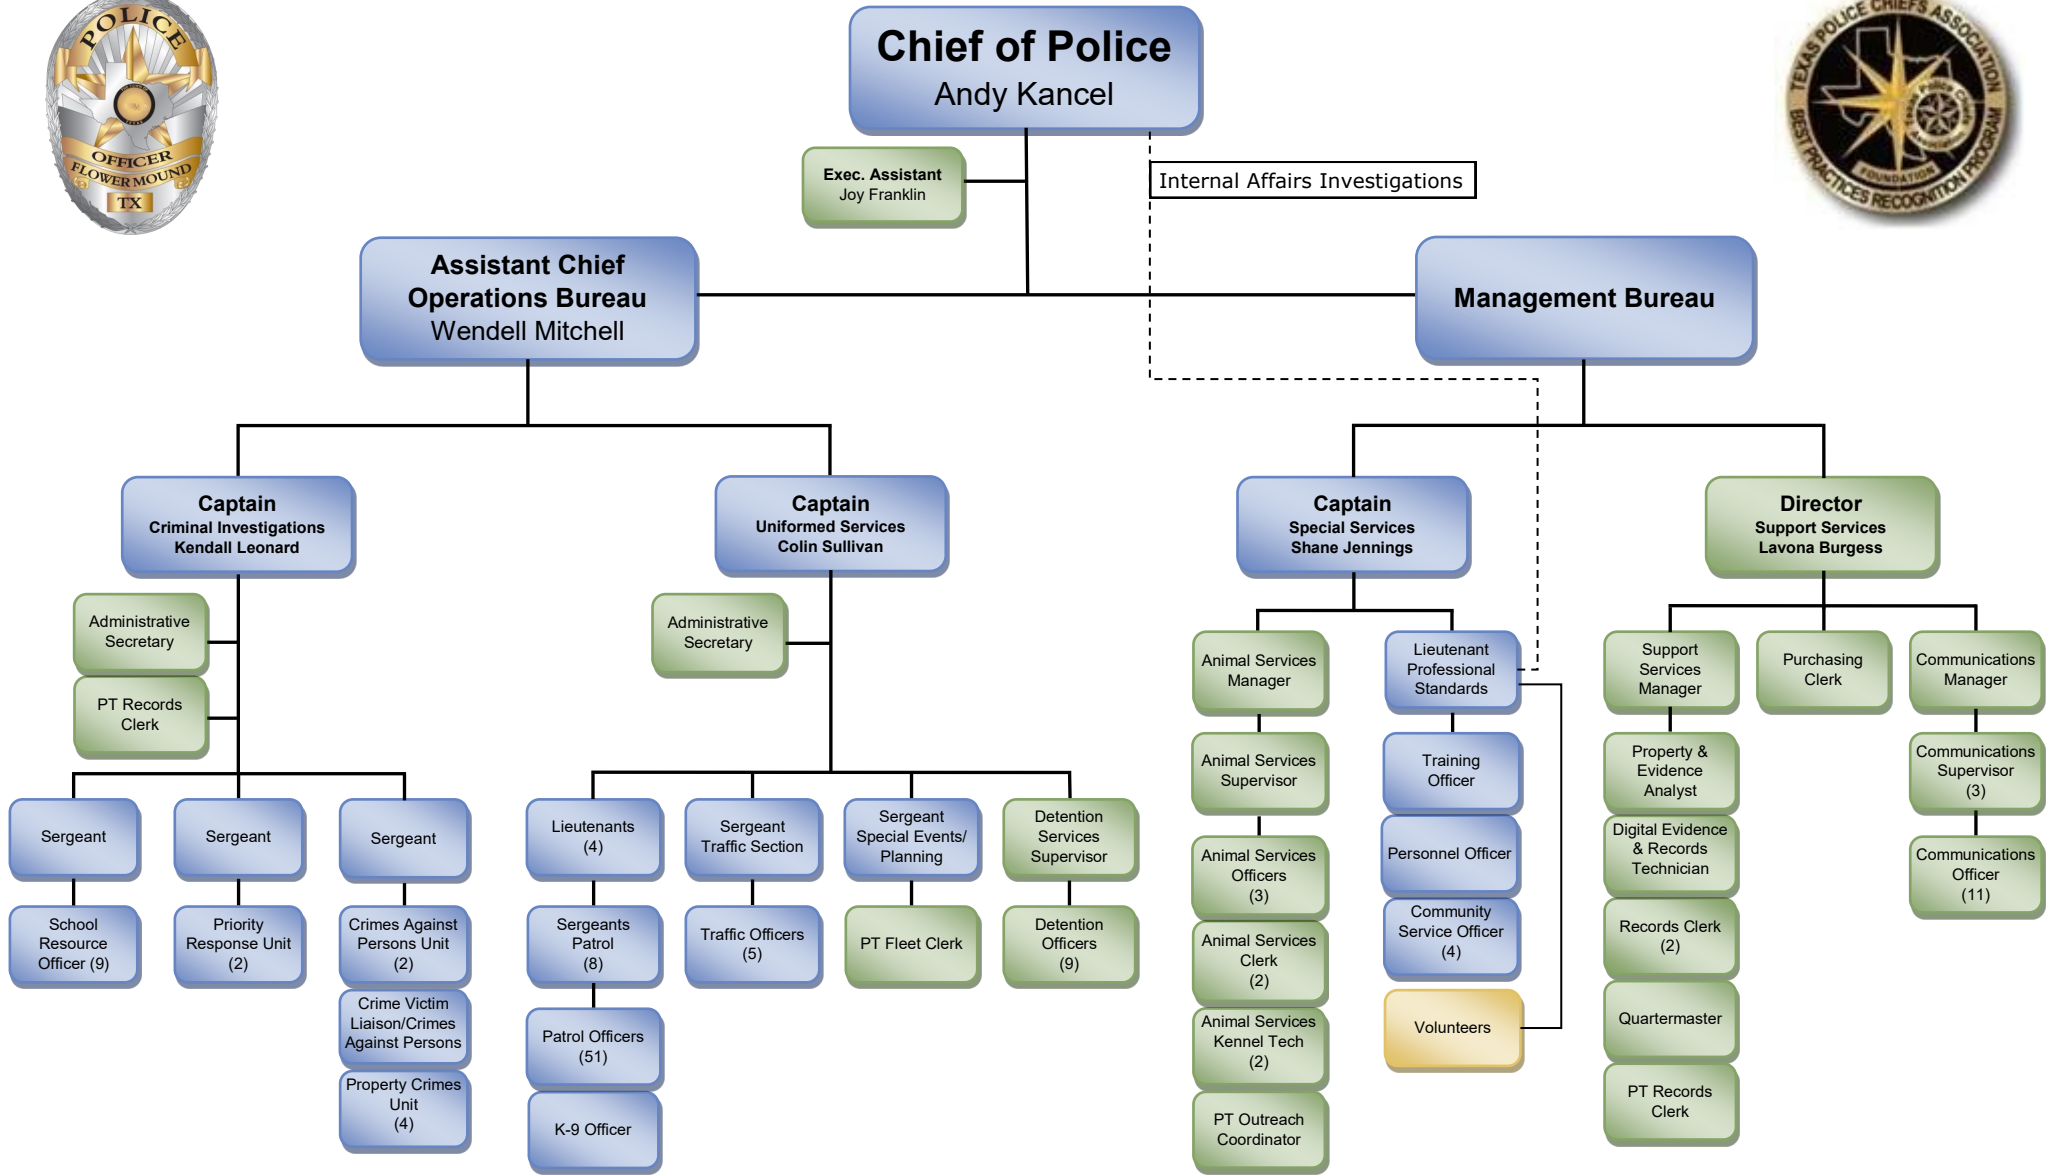 POLICE
OFFICER
FLOWER MOUND
TX
Chief of Police
Andy Kancel
TEXAS POLICE CHIEFS ASSOCIATION
FOUNDATION
BEST PRACTICES RECOGNITION PROGRAM
Exec. Assistant
Joy Franklin
Internal Affairs Investigations
Assistant Chief
Operations Bureau
Wendell Mitchell
Management Bureau
Captain
Criminal Investigations
Kendall Leonard
Captain
Uniformed Services
Colin Sullivan
Captain
Special Services
Shane Jennings
Director
Support Services
Lavona Burgess
Administrative
Secretary
PT Records
Clerk
Sergeant
School
Resource
Officer (9)
Sergeant
Priority
Response Unit
(2)
Sergeant
Crimes Against
Persons Unit
(2)
Crime Victim
Liaison/Crimes
Against Persons
Property Crimes
Unit
(4)
Administrative
Secretary
Lieutenants
(4)
Sergeants
Patrol
(8)
Patrol Officers
(51)
K-9 Officer
Sergeant
Traffic Section
Traffic Officers
(5)
Sergeant
Special Events/
Planning
PT Fleet Clerk
Detention
Services
Supervisor
Detention
Officers
(9)
Animal Services
Manager
Animal Services
Supervisor
Animal Services
Officers
(3)
Animal Services
Clerk
(2)
Animal Services
Kennel Tech
(2)
PT Outreach
Coordinator
Lieutenant
Professional
Standards
Training
Officer
Personnel Officer
Community
Service Officer
(4)
Volunteers
Support
Services
Manager
Property &
Evidence
Analyst
Digital Evidence
& Records
Technician
Records Clerk
(2)
Quartermaster
PT Records
Clerk
Purchasing
Clerk
Communications
Manager
Communications
Supervisor
(3)
Communications
Officer
(11)